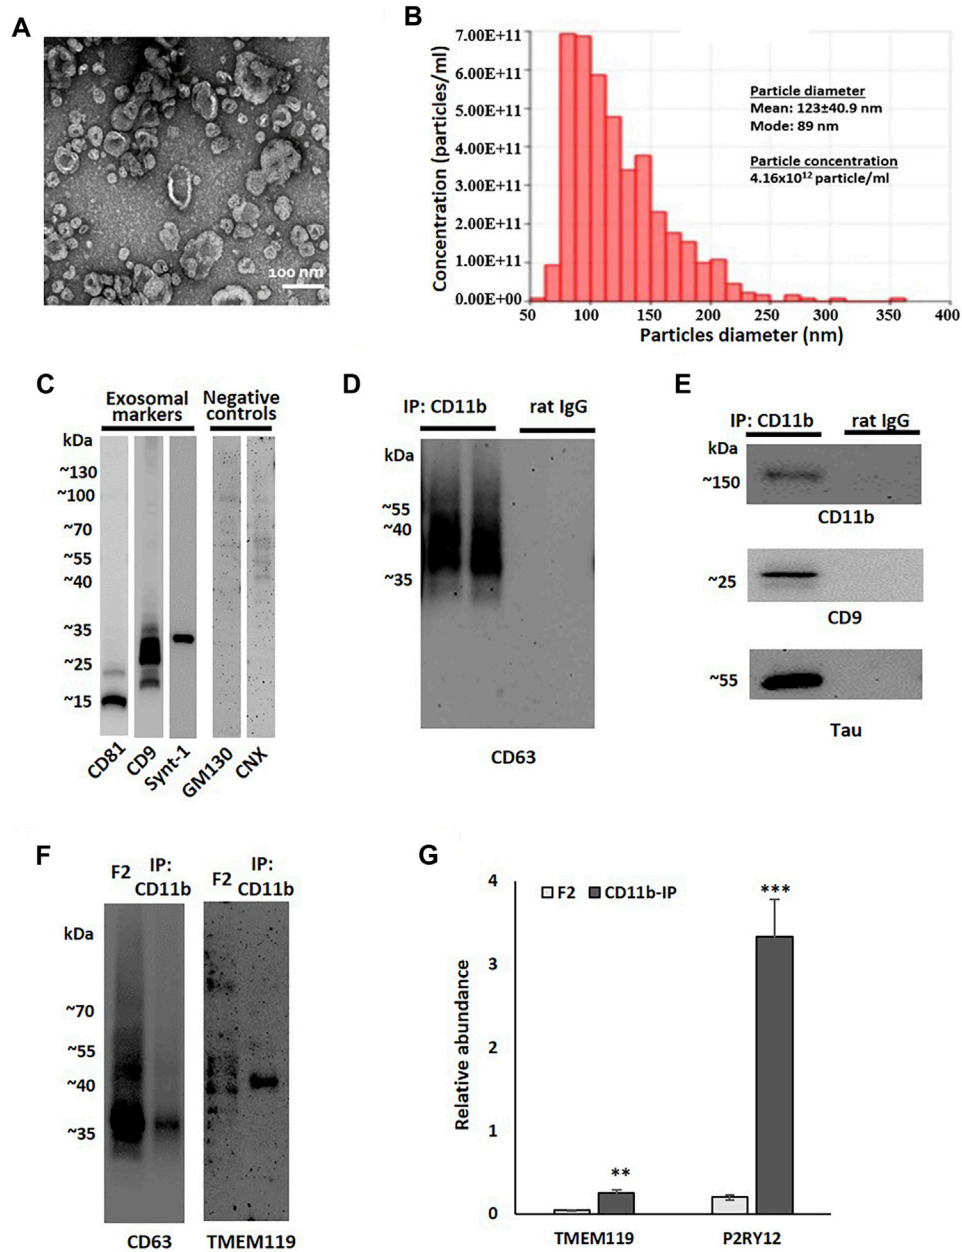 A
100 nm
B
7.00E+11
6.00E+11
5.00E+11
4.00E+11
3.00E+11
2.00E+11
1.00E+11
0.00E+00
Concentration (particles/ml)
50 100 150 200 250 300 350 400
Particles diameter (nm)
Particle diameter
Mean: 123±40.9 nm
Mode: 89 nm
Particle concentration
4.16x10¹² particle/ml
C
Exosomal markers
Negative controls
kDa
~130
~100
~70
~55
~40
~35
~25
~15
CD81 CD9 Synt-1 GM130 CNX
D
IP: CD11b rat IgG
kDa
~55
~40
~35
CD63
E
IP: CD11b rat IgG
kDa
~150
CD11b
~25
CD9
~55
Tau
F
F2 IP: CD11b F2 IP: CD11b
kDa
~70
~55
~40
~35
CD63 TMEM119
G
4
3
2
1
0
Relative abundance
F2 CD11b-IP
**
***
TMEM119 P2RY12